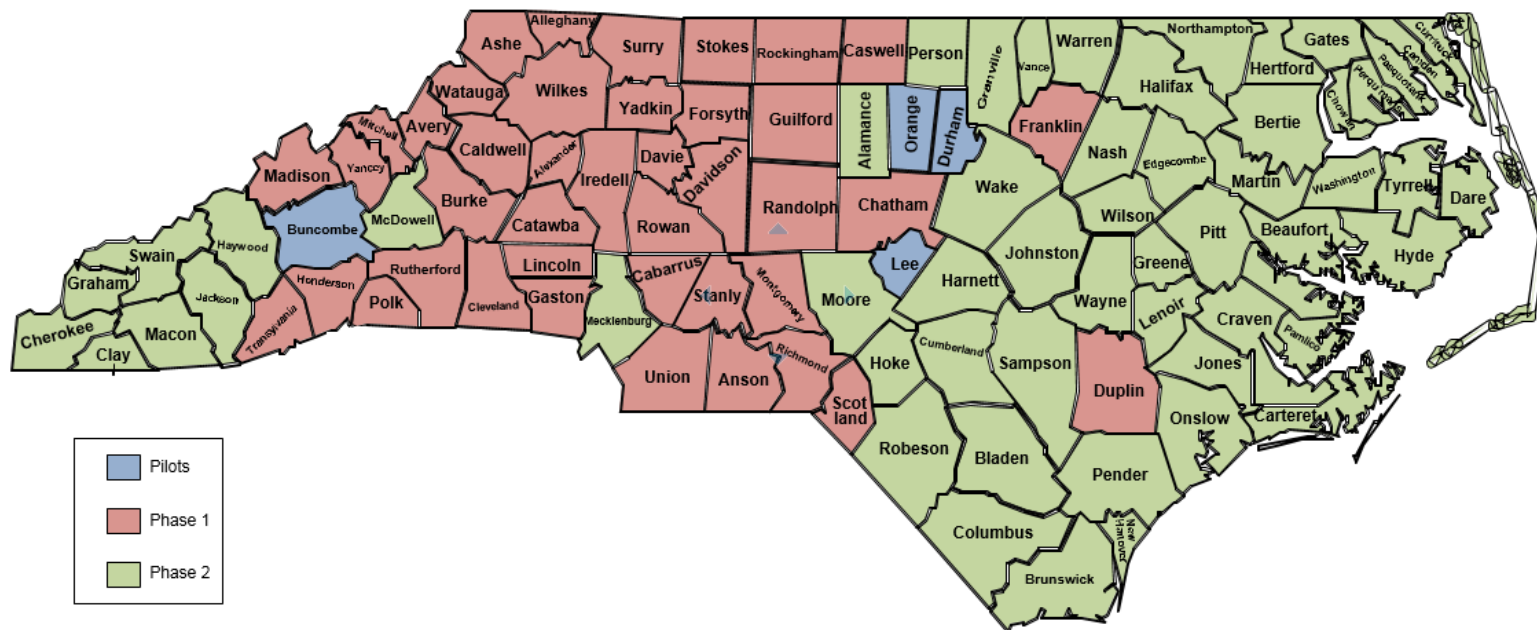 Alleghany
Ashe
Surry
Stokes
Rockingham
Caswell
Person
Granville
Vance
Warren
Northampton
Gates
Hertford
Currituck
Camden
Pasquotank
Perquimans
Chowan
Watauga
Wilkes
Yadkin
Forsyth
Guilford
Alamance
Orange
Durham
Franklin
Halifax
Bertie
Mitchell
Avery
Caldwell
Alexander
Iredell
Davie
Davidson
Nash
Edgecombe
Martin
Washington
Tyrrell
Dare
Madison
Yancey
Burke
Catawba
Rowan
Randolph
Chatham
Wake
Wilson
Pitt
Beaufort
Hyde
Buncombe
McDowell
Haywood
Swain
Graham
Jackson
Henderson
Rutherford
Polk
Cleveland
Lincoln
Gaston
Cabarrus
Stanly
Montgomery
Moore
Lee
Harnett
Johnston
Greene
Wayne
Lenoir
Craven
Pamlico
Cherokee
Macon
Clay
Transylvania
Mecklenburg
Union
Anson
Richmond
Scot
land
Hoke
Cumberland
Sampson
Duplin
Jones
Onslow
Carteret
Robeson
Bladen
Pender
Columbus
New
Hanover
Brunswick
Pilots
Phase 1
Phase 2